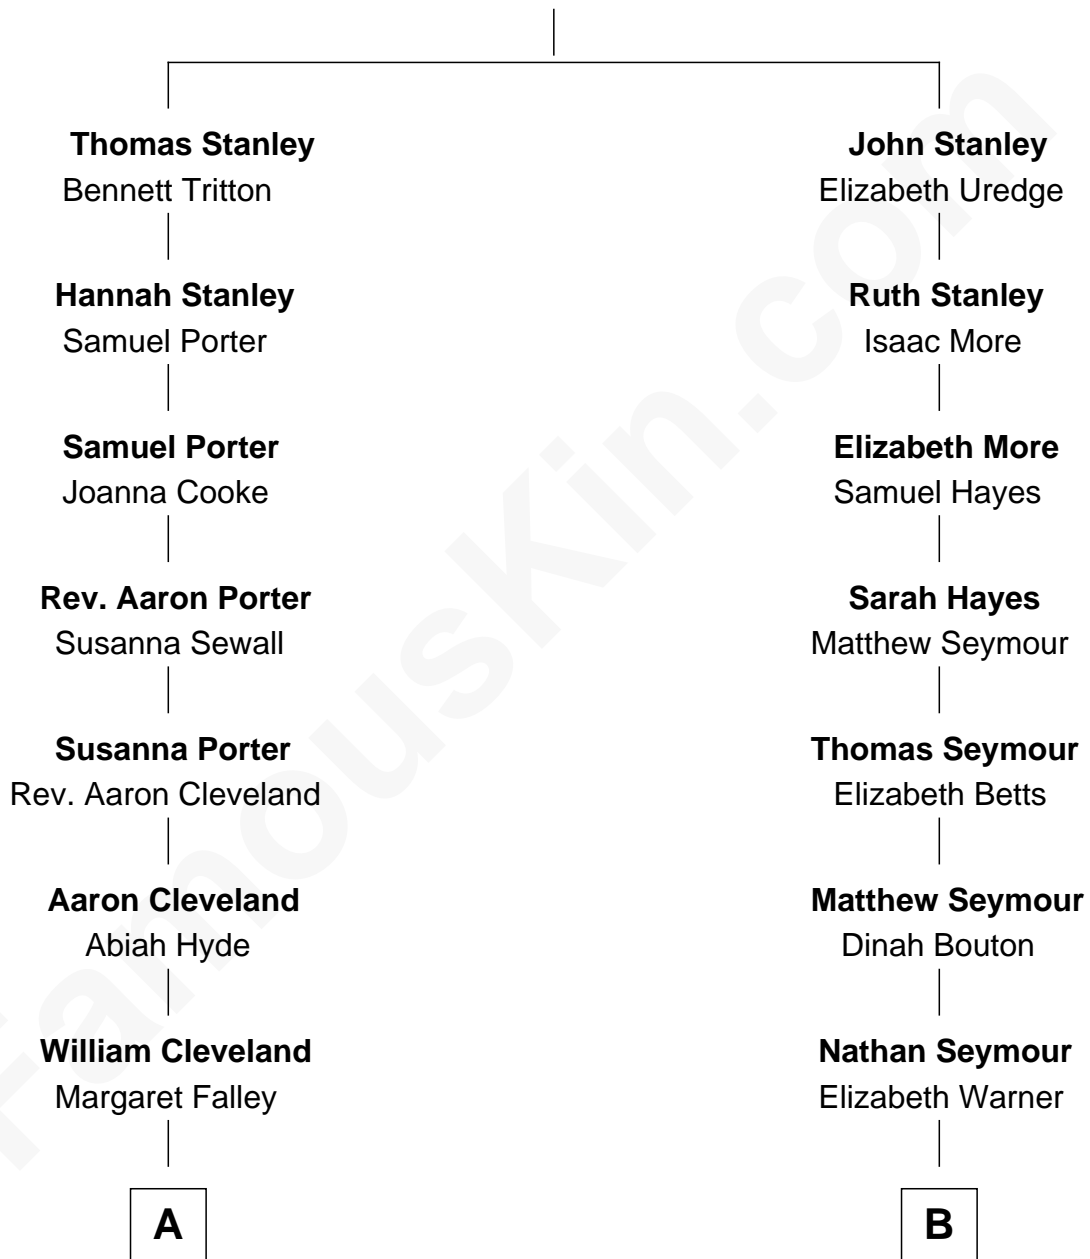 Thomas Stanley
Bennett Tritton
Hannah Stanley
Samuel Porter
Samuel Porter
Joanna Cooke
Rev. Aaron Porter
Susanna Sewall
Susanna Porter
Rev. Aaron Cleveland
Aaron Cleveland
Abiah Hyde
William Cleveland
Margaret Falley
A
John Stanley
Elizabeth Uredge
Ruth Stanley
Isaac More
Elizabeth More
Samuel Hayes
Sarah Hayes
Matthew Seymour
Thomas Seymour
Elizabeth Betts
Matthew Seymour
Dinah Bouton
Nathan Seymour
Elizabeth Warner
B
FamousKin.com